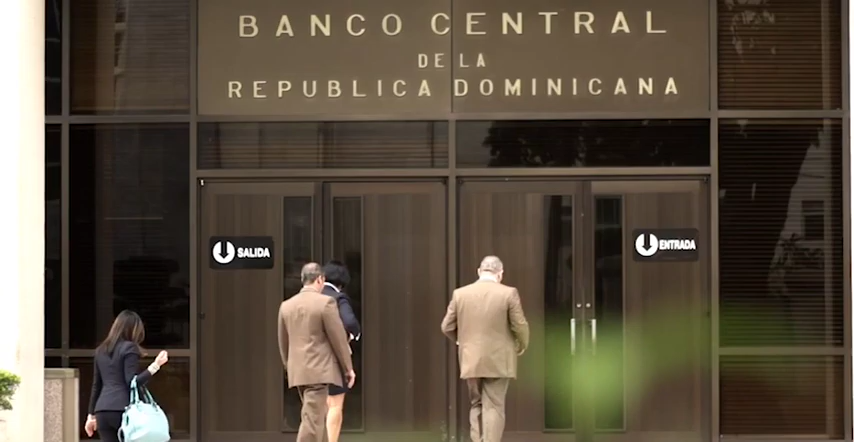 BANCO CENTRAL
DE LA
REPUBLICA DOMINICANA
SALIDA
ENTRADA